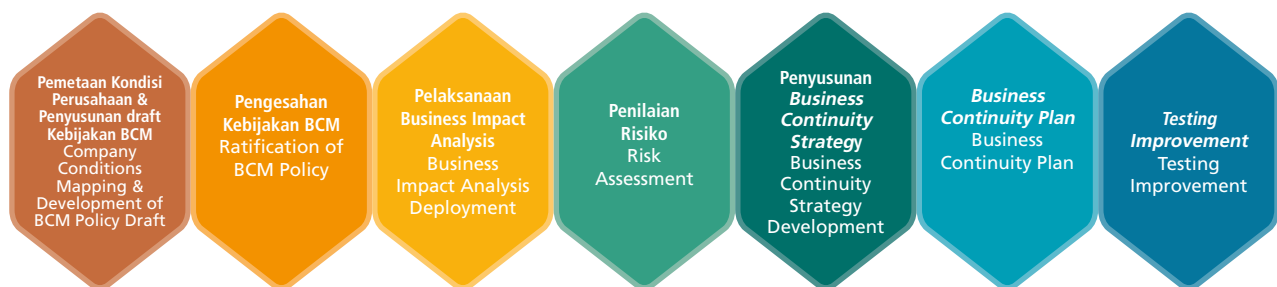 Pemetaan Kondisi
Perusahaan &
Penyusunan draft
Kebijakan BCM
Company
Conditions
Mapping &
Development of
BCM Policy Draft
Pengesahan
Kebijakan BCM
Ratification of
BCM Policy
Pelaksanaan
Business Impact
Analysis
Business
Impact Analysis
Deployment
Penilaian
Risiko
Risk
Assessment
Penyusunan
Business
Continuity
Strategy
Business
Continuity
Strategy
Development
Business
Continuity Plan
Business
Continuity Plan
Testing
Improvement
Testing
Improvement